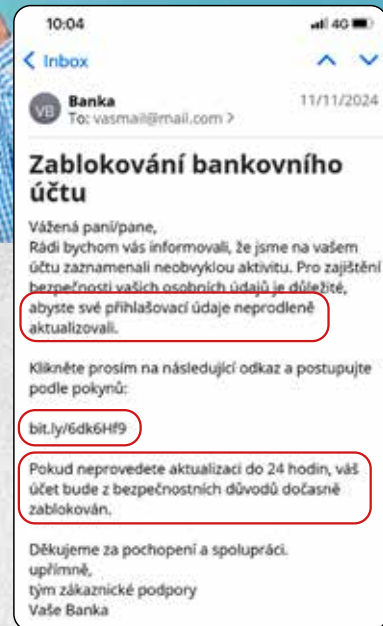 10:04
4G
Inbox
VB
Banka
11/11/2024
To: vasmail@mail.com >
Zablokování bankovního
účtu
Vážená paní/pane,
Rádi bychom vás informovali, že jsme na vašem
účtu zaznamenali neobvyklou aktivitu. Pro zajištění
bezpečnosti vašich osobních údajů je důležité,
abyste své přihlašovací údaje neprodleně
aktualizovali.
Klikněte prosím na následující odkaz a postupujte
podle pokynů:
bit.ly/6dk6Hf9
Pokud neprovedete aktualizaci do 24 hodin, váš
účet bude z bezpečnostních důvodů dočasně
zablokován.
Děkujeme za pochopení a spolupráci.
upřímně,
tým zákaznické podpory
Vaše Banka